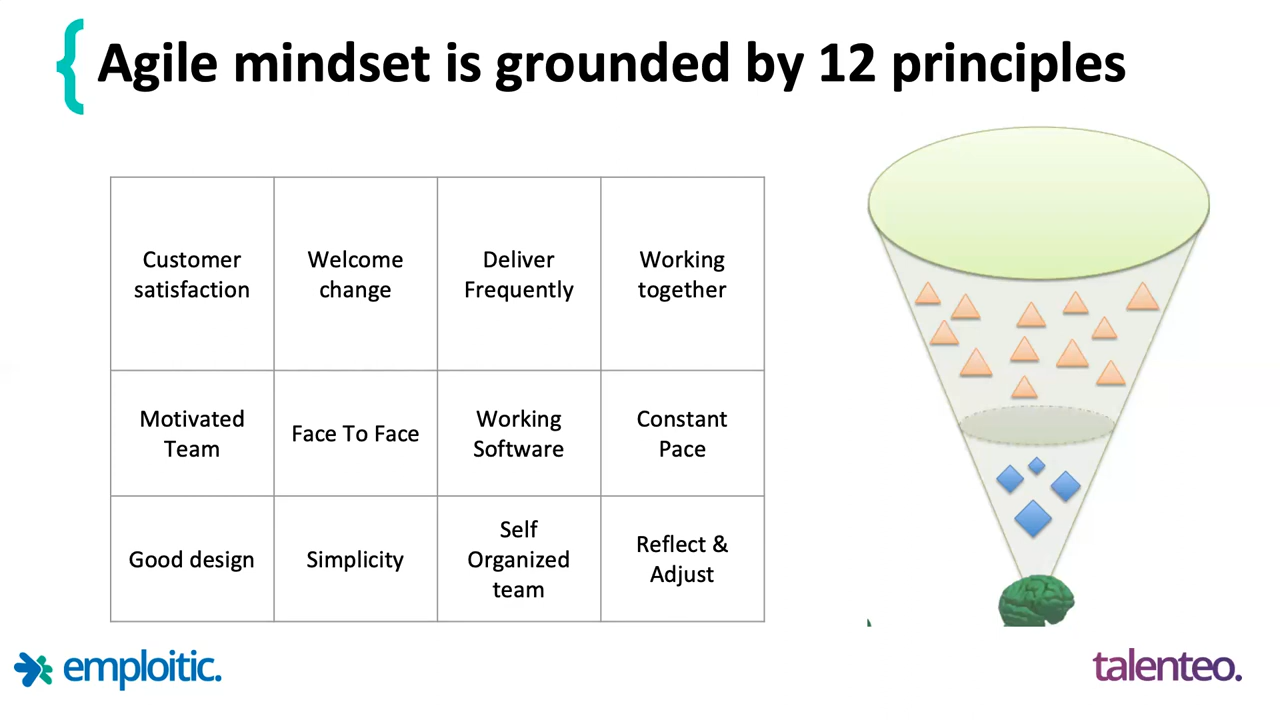 Agile mindset is grounded by 12 principles
Customer
satisfaction
Welcome
change
Deliver
Frequently
Working
together
Motivated
Team
Face To Face
Working
Software
Constant
Pace
Good design
Simplicity
Self
Organized
team
Reflect &
Adjust
emploitic.
talenteo.